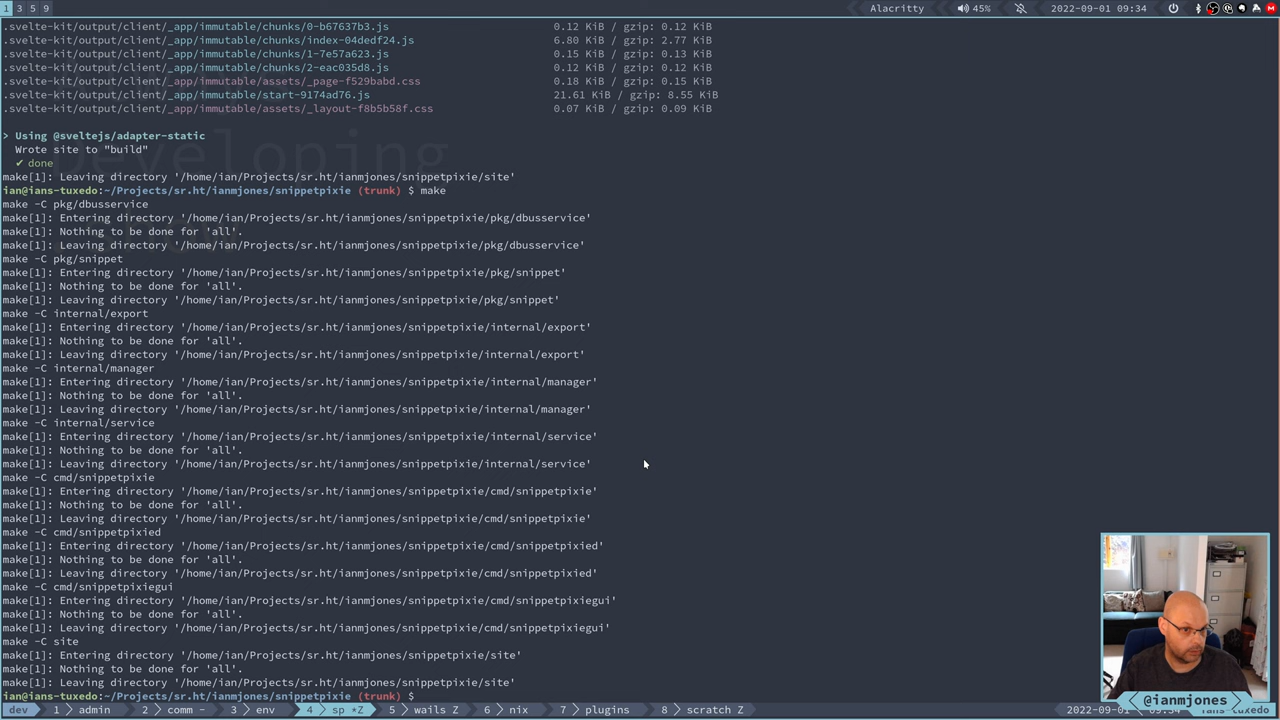 1 3 5 9 Alacritty 45% 2022-09-01 09:34
.svelte-kit/output/client/_app/immutable/chunks/0-b67637b3.js 0.12 KiB / gzip: 0.12 KiB
.svelte-kit/output/client/_app/immutable/chunks/index-04dedf24.js 6.80 KiB / gzip: 2.77 KiB
.svelte-kit/output/client/_app/immutable/chunks/1-7e57a623.js 0.15 KiB / gzip: 0.13 KiB
.svelte-kit/output/client/_app/immutable/chunks/2-eac035d8.js 0.12 KiB / gzip: 0.12 KiB
.svelte-kit/output/client/_app/immutable/assets/_page-f529babd.css 0.18 KiB / gzip: 0.15 KiB
.svelte-kit/output/client/_app/immutable/start-9174ad76.js 21.61 KiB / gzip: 8.55 KiB
.svelte-kit/output/client/_app/immutable/assets/_layout-f8b5b58f.css 0.07 KiB / gzip: 0.09 KiB
> Using @sveltejs/adapter-static
Developing
Wrote site to "build"
✔ done
make[1]: Leaving directory '/home/ian/Projects/sr.ht/ianmjones/snippetpixie/site'
ian@ians-tuxedo:~/Projects/sr.ht/ianmjones/snippetpixie (trunk) $ make
make -C pkg/dbusservice
make[1]: Entering directory '/home/ian/Projects/sr.ht/ianmjones/snippetpixie/pkg/dbusservice'
make[1]: Nothing to be done for 'all'.
make[1]: Leaving directory '/home/ian/Projects/sr.ht/ianmjones/snippetpixie/pkg/dbusservice'
make -C pkg/snippet
make[1]: Entering directory '/home/ian/Projects/sr.ht/ianmjones/snippetpixie/pkg/snippet'
make[1]: Nothing to be done for 'all'.
make[1]: Leaving directory '/home/ian/Projects/sr.ht/ianmjones/snippetpixie/pkg/snippet'
make -C internal/export
make[1]: Entering directory '/home/ian/Projects/sr.ht/ianmjones/snippetpixie/internal/export'
make[1]: Nothing to be done for 'all'.
make[1]: Leaving directory '/home/ian/Projects/sr.ht/ianmjones/snippetpixie/internal/export'
make -C internal/manager
make[1]: Entering directory '/home/ian/Projects/sr.ht/ianmjones/snippetpixie/internal/manager'
make[1]: Nothing to be done for 'all'.
make[1]: Leaving directory '/home/ian/Projects/sr.ht/ianmjones/snippetpixie/internal/manager'
make -C internal/service
make[1]: Entering directory '/home/ian/Projects/sr.ht/ianmjones/snippetpixie/internal/service'
make[1]: Nothing to be done for 'all'.
make[1]: Leaving directory '/home/ian/Projects/sr.ht/ianmjones/snippetpixie/internal/service'
make -C cmd/snippetpixie
make[1]: Entering directory '/home/ian/Projects/sr.ht/ianmjones/snippetpixie/cmd/snippetpixie'
make[1]: Nothing to be done for 'all'.
make[1]: Leaving directory '/home/ian/Projects/sr.ht/ianmjones/snippetpixie/cmd/snippetpixie'
make -C cmd/snippetpixied
make[1]: Entering directory '/home/ian/Projects/sr.ht/ianmjones/snippetpixie/cmd/snippetpixied'
make[1]: Nothing to be done for 'all'.
make[1]: Leaving directory '/home/ian/Projects/sr.ht/ianmjones/snippetpixie/cmd/snippetpixied'
make -C cmd/snippetpixiegui
make[1]: Entering directory '/home/ian/Projects/sr.ht/ianmjones/snippetpixie/cmd/snippetpixiegui'
make[1]: Nothing to be done for 'all'.
make[1]: Leaving directory '/home/ian/Projects/sr.ht/ianmjones/snippetpixie/cmd/snippetpixiegui'
make -C site
make[1]: Entering directory '/home/ian/Projects/sr.ht/ianmjones/snippetpixie/site'
make[1]: Nothing to be done for 'all'.
make[1]: Leaving directory '/home/ian/Projects/sr.ht/ianmjones/snippetpixie/site'
ian@ians-tuxedo:~/Projects/sr.ht/ianmjones/snippetpixie (trunk) $
@ianmjones
dev 1 admin 2 comm - 3 env 4 sp *Z 5 wails Z 6 nix 7 plugins 8 scratch Z 2022-09-01